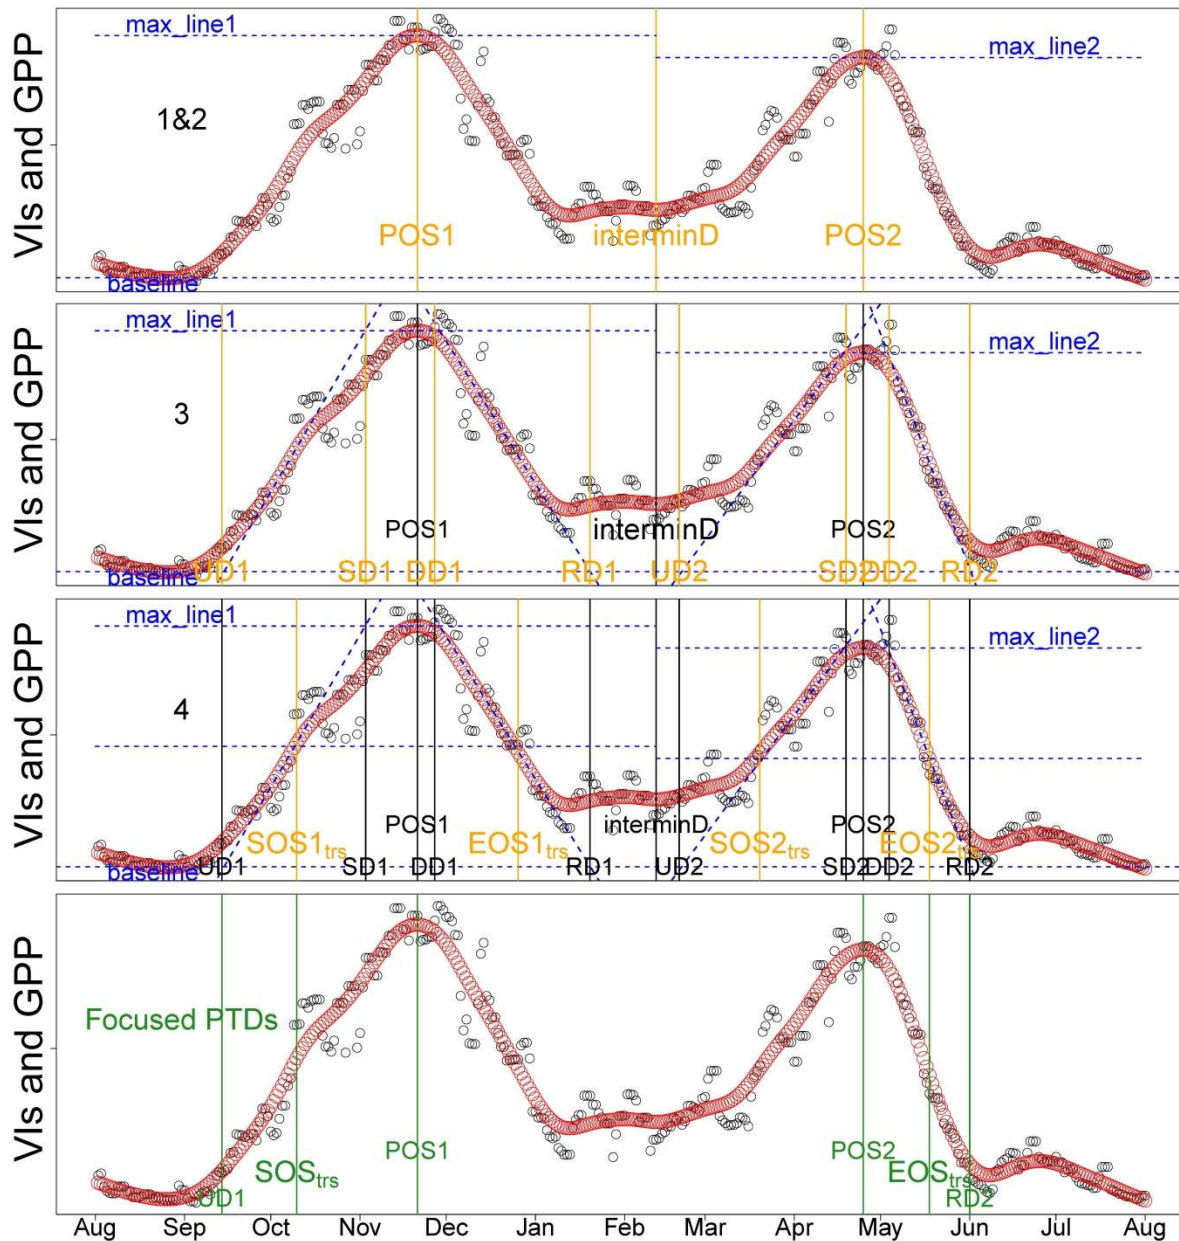 VIs and GPP
max_line1
max_line2
1&2
POS1 interminD POS2
baseline
VIs and GPP
max_line1
max_line2
3
POS1 interminD POS2
baseline UD1 SD1 DD1 RD1 UD2 SD2 DD2 RD2
VIs and GPP
max_line1
max_line2
4
POS1 interminD POS2
SOS1trs EOS1trs SOS2trs EOS2trs
baseline UD1 SD1 DD1 RD1 UD2 SD2 DD2 RD2
VIs and GPP
Focused PTDs
POS1 POS2
SOStrs EOStrs
UD1 RD2
Aug Sep Oct Nov Dec Jan Feb Mar Apr May Jun Jul Aug